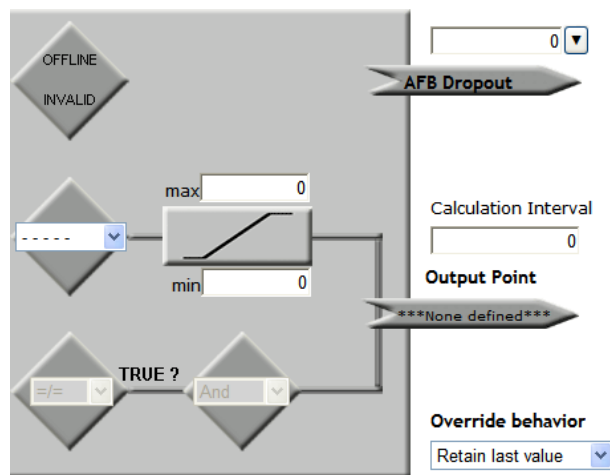 OFFLINE
INVALID
0
AFB Dropout
max 0
- - - - -
min 0
Calculation Interval
0
Output Point
***None defined***
=/=
TRUE ?
And
Override behavior
Retain last value